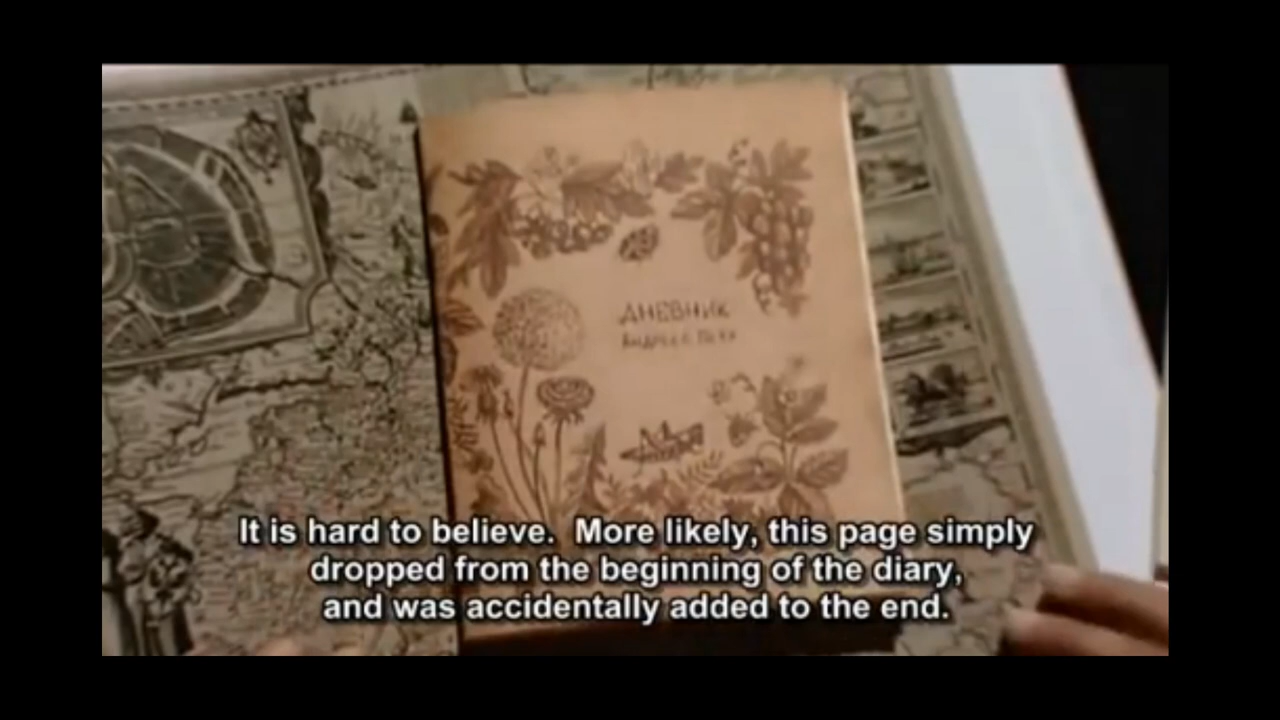 ДНЕВНИК
It is hard to believe.  More likely, this page simply
dropped from the beginning of the diary,
and was accidentally added to the end.